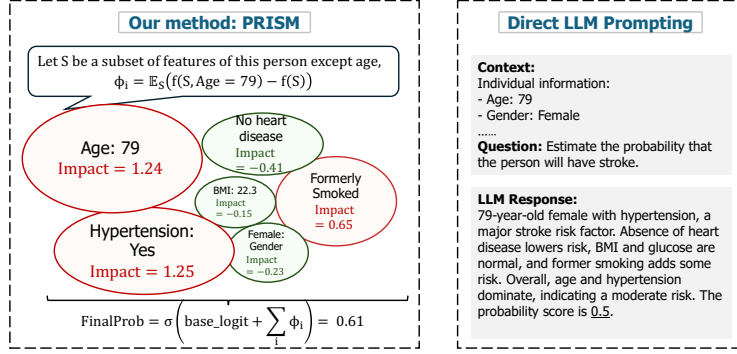 Our method: PRISM
Let S be a subset of features of this person except age,
ϕᵢ = 𝔼ₛ(f(S, Age = 79) − f(S))
Age: 79
Impact = 1.24
No heart
disease
Impact
= −0.41
Formerly
Smoked
Impact
= 0.65
BMI: 22.3
Impact
= −0.15
Hypertension:
Yes
Impact = 1.25
Female:
Gender
Impact
= −0.23
FinalProb = σ(base_logit + ∑ᵢ ϕᵢ) = 0.61
Direct LLM Prompting
Context:
Individual information:
- Age: 79
- Gender: Female
......
Question: Estimate the probability that
the person will have stroke.
LLM Response:
79-year-old female with hypertension, a
major stroke risk factor. Absence of heart
disease lowers risk, BMI and glucose are
normal, and former smoking adds some
risk. Overall, age and hypertension
dominate, indicating a moderate risk. The
probability score is 0.5.